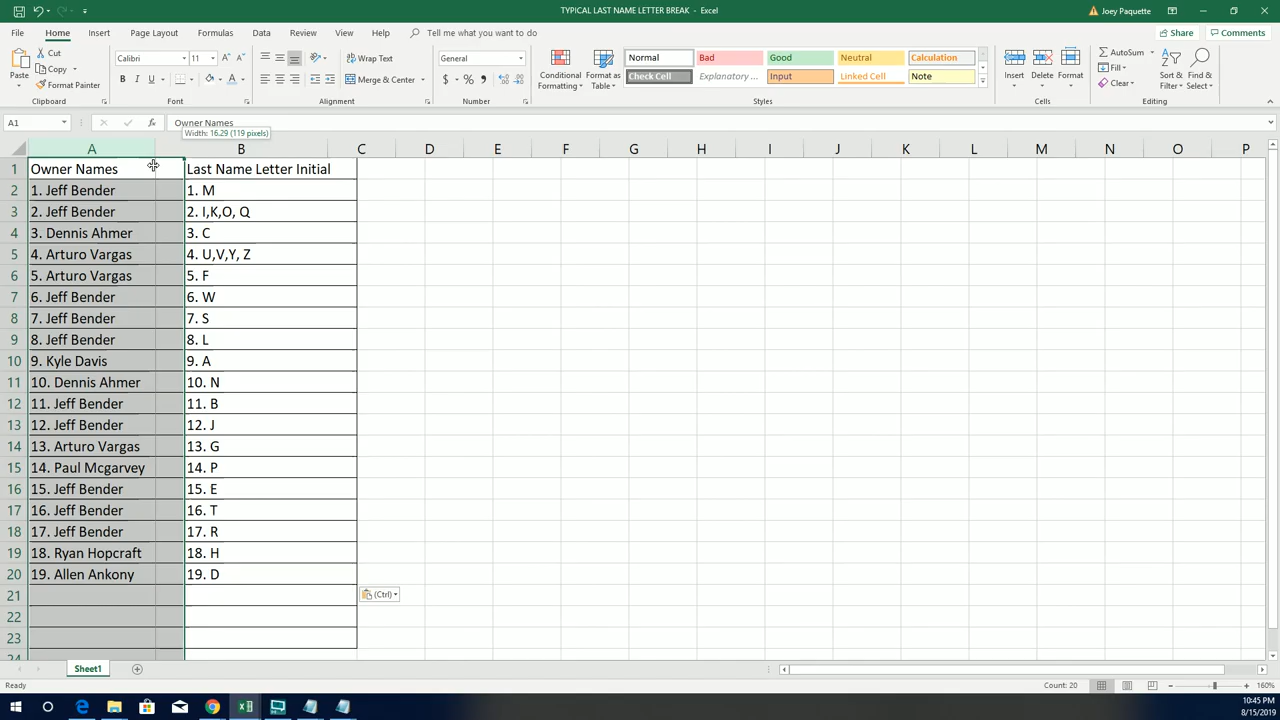 TYPICAL LAST NAME LETTER BREAK - Excel
Joey Paquette
File Home Insert Page Layout Formulas Data Review View Help Tell me what you want to do
Share Comments
Paste
Cut
Copy
Format Painter
Clipboard
Calibri 11
B I U
Font
Wrap Text
Merge & Center
Alignment
General
$ % ,
Number
Conditional Formatting
Format as Table
Normal Bad Good Neutral Calculation
Check Cell Explanatory ... Input Linked Cell Note
Styles
Insert Delete Format
Cells
AutoSum
Fill
Clear
Sort & Filter
Find & Select
Editing
A1 Owner Names
Width: 16.29 (119 pixels)
A B C D E F G H I J K L M N O P
1 Owner Names Last Name Letter Initial
2 1. Jeff Bender 1. M
3 2. Jeff Bender 2. I,K,O, Q
4 3. Dennis Ahmer 3. C
5 4. Arturo Vargas 4. U,V,Y, Z
6 5. Arturo Vargas 5. F
7 6. Jeff Bender 6. W
8 7. Jeff Bender 7. S
9 8. Jeff Bender 8. L
10 9. Kyle Davis 9. A
11 10. Dennis Ahmer 10. N
12 11. Jeff Bender 11. B
13 12. Jeff Bender 12. J
14 13. Arturo Vargas 13. G
15 14. Paul Mcgarvey 14. P
16 15. Jeff Bender 15. E
17 16. Jeff Bender 16. T
18 17. Jeff Bender 17. R
19 18. Ryan Hopcraft 18. H
20 19. Allen Ankony 19. D
21 (Ctrl)
22
23
24
Sheet1
Ready Count: 20 160%
10:45 PM
8/15/2019